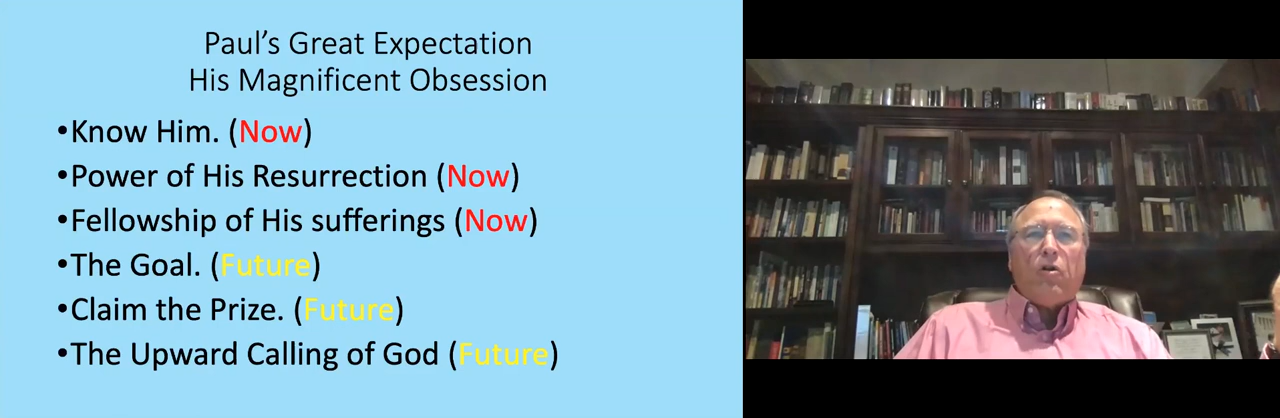 Paul’s Great Expectation
His Magnificent Obsession
•Know Him. (Now)
•Power of His Resurrection (Now)
•Fellowship of His sufferings (Now)
•The Goal. (Future)
•Claim the Prize. (Future)
•The Upward Calling of God (Future)